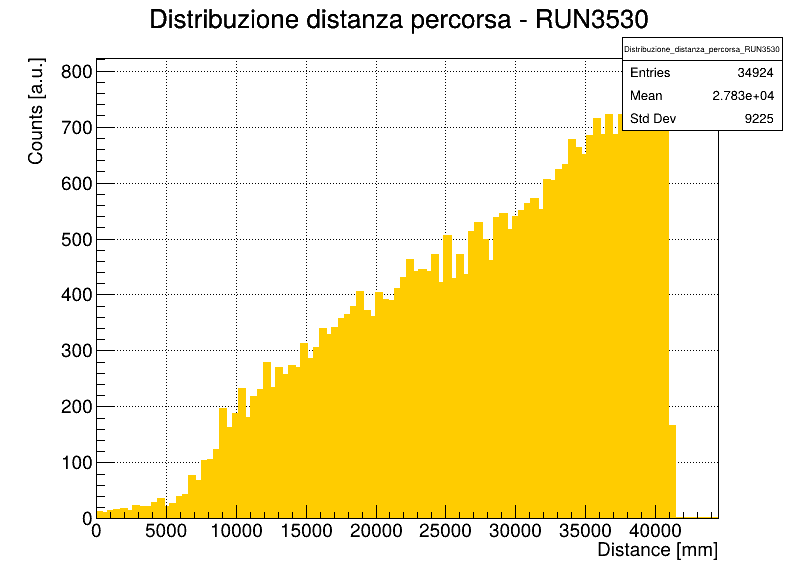 Distribuzione distanza percorsa - RUN3530
Distribuzione_distanza_percorsa_RUN3530
Entries 34924
Mean 2.783e+04
Std Dev 9225
Counts [a.u.]
800
700
600
500
400
300
200
100
0
0 5000 10000 15000 20000 25000 30000 35000 40000
Distance [mm]